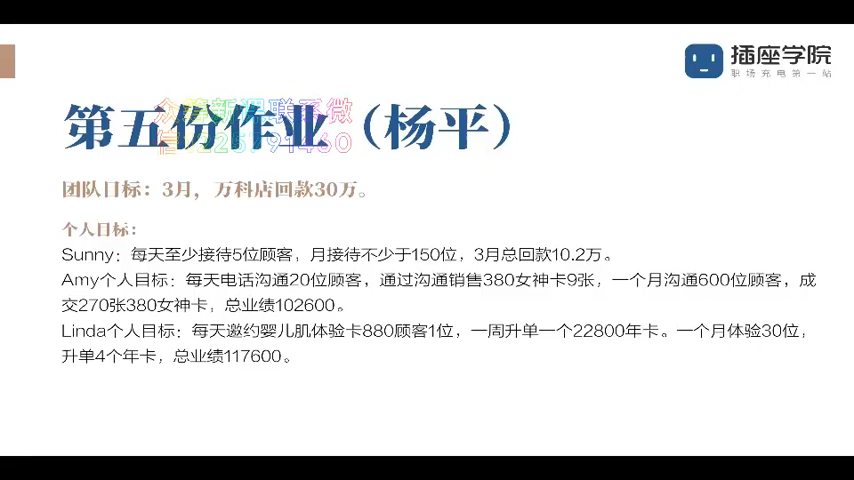 插座学院
职场充电第一站
第五份作业（杨平）
团队目标：3月，万科店回款30万。
个人目标：
Sunny：每天至少接待5位顾客，月接待不少于150位，3月总回款10.2万。
Amy个人目标：每天电话沟通20位顾客，通过沟通销售380女神卡9张，一个月沟通600位顾客，成
交270张380女神卡，总业绩102600。
Linda个人目标：每天邀约婴儿肌体验卡880顾客1位，一周升单一个22800年卡。一个月体验30位，
升单4个年卡，总业绩117600。